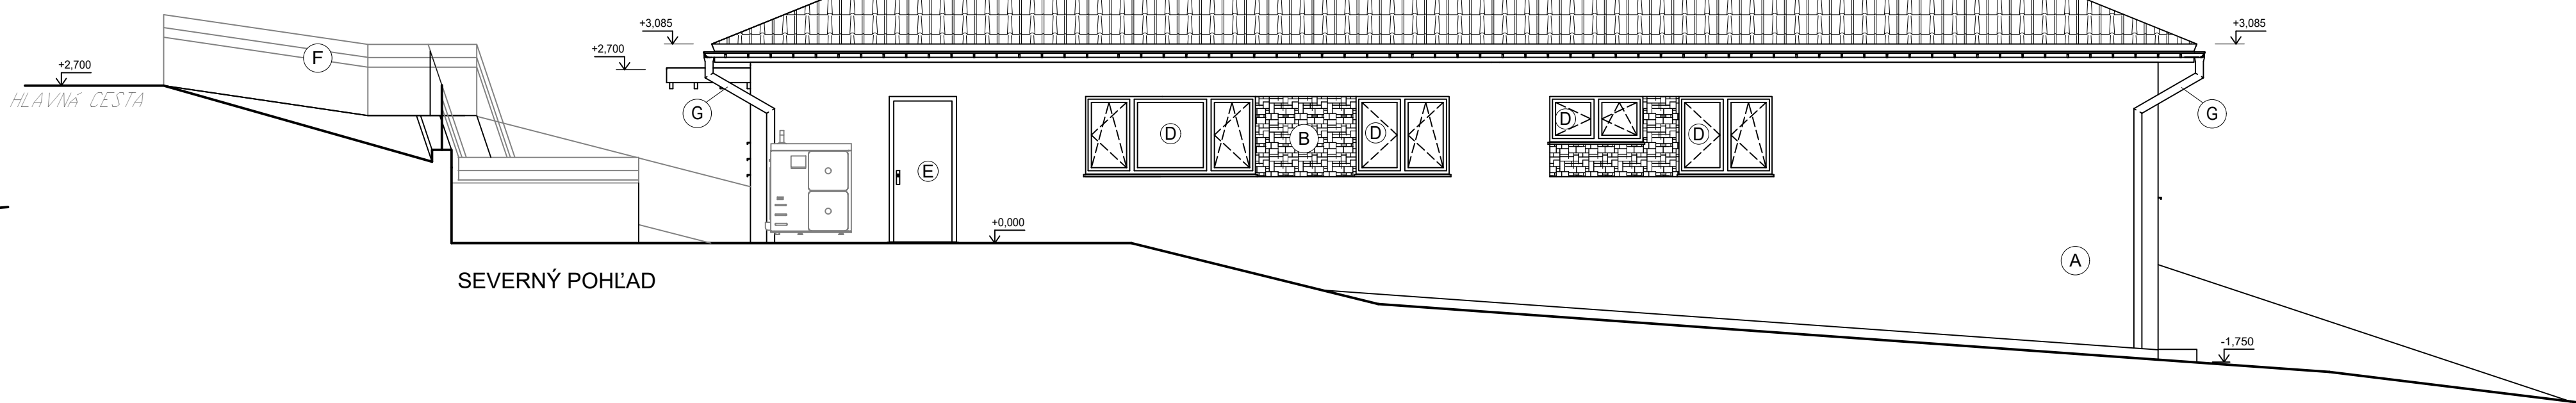 +3,085
+3,085
+2,700
F
+2,700
HLAVNÁ CESTA
G
G
D
B
D
D
D
E
+0,000
A
SEVERNÝ POHĽAD
-1,750